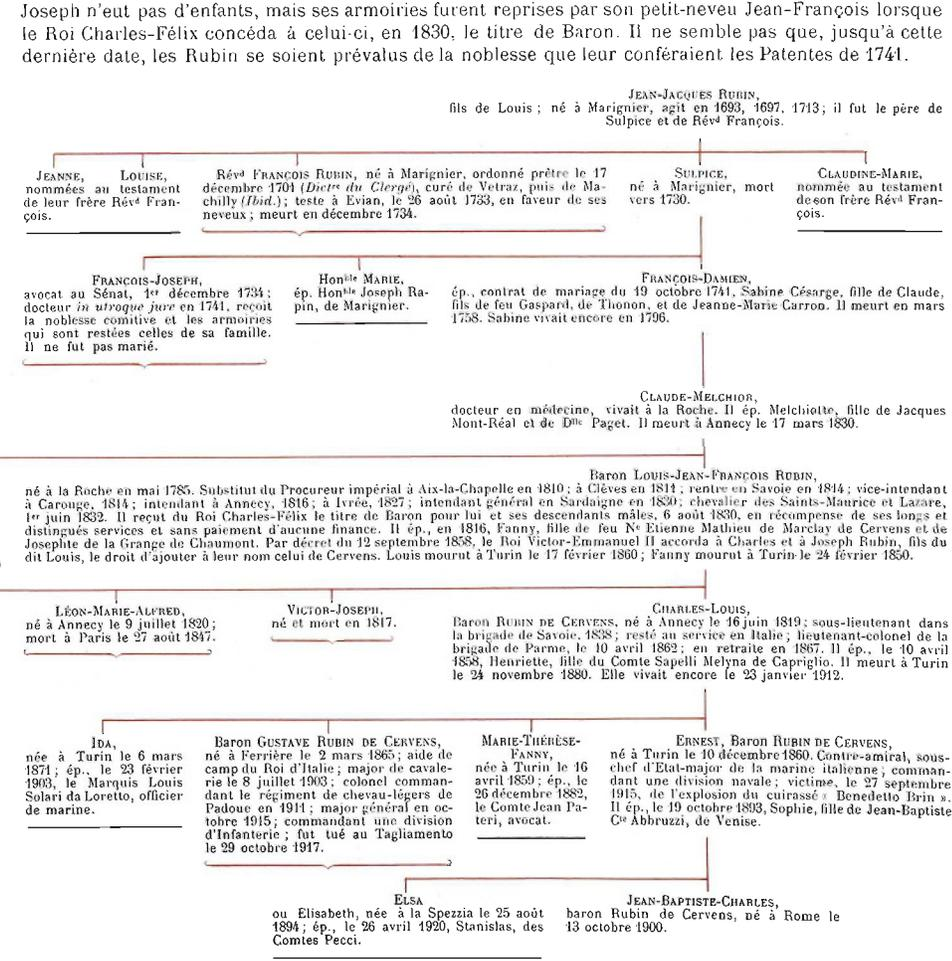 Joseph n'eut pas d'enfants, mais ses armoiries furent reprises par son petit-neveu Jean-François lorsque
le Roi Charles-Félix concéda à celui-ci, en 1830, le titre de Baron. Il ne semble pas que, jusqu'à cette
dernière date, les Rubin se soient prévalus de la noblesse que leur conféraient les Patentes de 1741.
JEAN-JACQUES RUBIN,
fils de Louis ; né à Marignier, agit en 1693, 1697, 1713 ; il fut le père de
Sulpice et de Révd François.
JEANNE, LOUISE,
nommées au testament
de leur frère Révd Fran-
çois.
Révd FRANÇOIS RUBIN, né à Marignier, ordonné prêtre le 17
décembre 1701 (Dictre du Clergé), curé de Vetraz, puis de Ma-
chilly (Ibid.) ; teste à Evian, le 26 août 1733, en faveur de ses
neveux ; meurt en décembre 1734.
SULPICE,
né à Marignier, mort
vers 1730.
CLAUDINE-MARIE,
nommée au testament
de son frère Révd Fran-
çois.
FRANÇOIS-JOSEPH,
avocat au Sénat, 1er décembre 1734 ;
docteur in utroque jure en 1741, reçoit
la noblesse comitive et les armoiries
qui sont restées celles de sa famille.
Il ne fut pas marié.
Honble MARIE,
ép. Honble Joseph Ra-
pin, de Marignier.
FRANÇOIS-DAMIEN,
ép., contrat de mariage du 19 octobre 1741, Sabine Césarge, fille de Claude,
fils de feu Gaspard, de Thonon, et de Jeanne-Marie Carron. Il meurt en mars
1758. Sabine vivait encore en 1796.
CLAUDE-MELCHIOR,
docteur en médecine, vivait à la Roche. Il ép. Melchiotte, fille de Jacques
Mont-Réal et de Dlle Paget. Il meurt à Annecy le 17 mars 1830.
Baron LOUIS-JEAN-FRANÇOIS RUBIN,
né à la Roche en mai 1785. Substitut du Procureur impérial à Aix-la-Chapelle en 1810 ; à Clèves en 1811 ; rentre en Savoie en 1814 ; vice-intendant
à Carouge, 1814 ; intendant à Annecy, 1816 ; à Ivrée, 1827 ; intendant général en Sardaigne en 1830 ; chevalier des Saints-Maurice et Lazare,
1er juin 1832. Il reçut du Roi Charles-Félix le titre de Baron pour lui et ses descendants mâles, 6 août 1830, en récompense de ses longs et
distingués services et sans paiement d'aucune finance. Il ép., en 1816, Fanny, fille de feu Ne Etienne Mathieu de Marclay de Cervens et de
Josephte de la Grange de Chaumont. Par décret du 12 septembre 1858, le Roi Victor-Emmanuel II accorda à Charles et à Joseph Rubin, fils du
dit Louis, le droit d'ajouter à leur nom celui de Cervens. Louis mourut à Turin le 17 février 1860 ; Fanny mourut à Turin le 24 février 1850.
LÉON-MARIE-ALFRED,
né à Annecy le 9 juillet 1820 ;
mort à Paris le 27 août 1847.
VICTOR-JOSEPH,
né et mort en 1817.
CHARLES-LOUIS,
Baron RUBIN DE CERVENS, né à Annecy le 16 juin 1819 ; sous-lieutenant dans
la brigade de Savoie, 1838 ; resté au service en Italie ; lieutenant-colonel de la
brigade de Parme, le 10 avril 1862 ; en retraite en 1867. Il ép., le 10 avril
1858, Henriette, fille du Comte Sapelli Melyna de Capriglio. Il meurt à Turin
le 24 novembre 1880. Elle vivait encore le 23 janvier 1912.
IDA,
née à Turin le 6 mars
1871 ; ép., le 23 février
1903, le Marquis Louis
Solari da Loretto, officier
de marine.
Baron GUSTAVE RUBIN DE CERVENS,
né à Ferrière le 2 mars 1865 ; aide de
camp du Roi d'Italie ; major de cavale-
rie le 8 juillet 1903 ; colonel comman-
dant le régiment de chevau-légers de
Padoue en 1911 ; major général en oc-
tobre 1915 ; commandant une division
d'Infanterie ; fut tué au Tagliamento
le 29 octobre 1917.
MARIE-THÉRÈSE-
FANNY,
née à Turin le 16
avril 1859 ; ép., le
26 décembre 1882,
le Comte Jean Pa-
teri, avocat.
ERNEST, Baron RUBIN DE CERVENS,
né à Turin le 10 décembre 1860. Contre-amiral, sous-
chef d'Etat-major de la marine italienne ; comman-
dant une division navale ; victime, le 27 septembre
1915, de l'explosion du cuirassé « Benedetto Brin ».
Il ép., le 19 octobre 1893, Sophie, fille de Jean-Baptiste
Cte Abbruzzi, de Venise.
ELSA
ou Elisabeth, née à la Spezzia le 25 août
1894 ; ép., le 26 avril 1920, Stanislas, des
Comtes Pecci.
JEAN-BAPTISTE-CHARLES,
baron Rubin de Cervens, né à Rome le
13 octobre 1900.